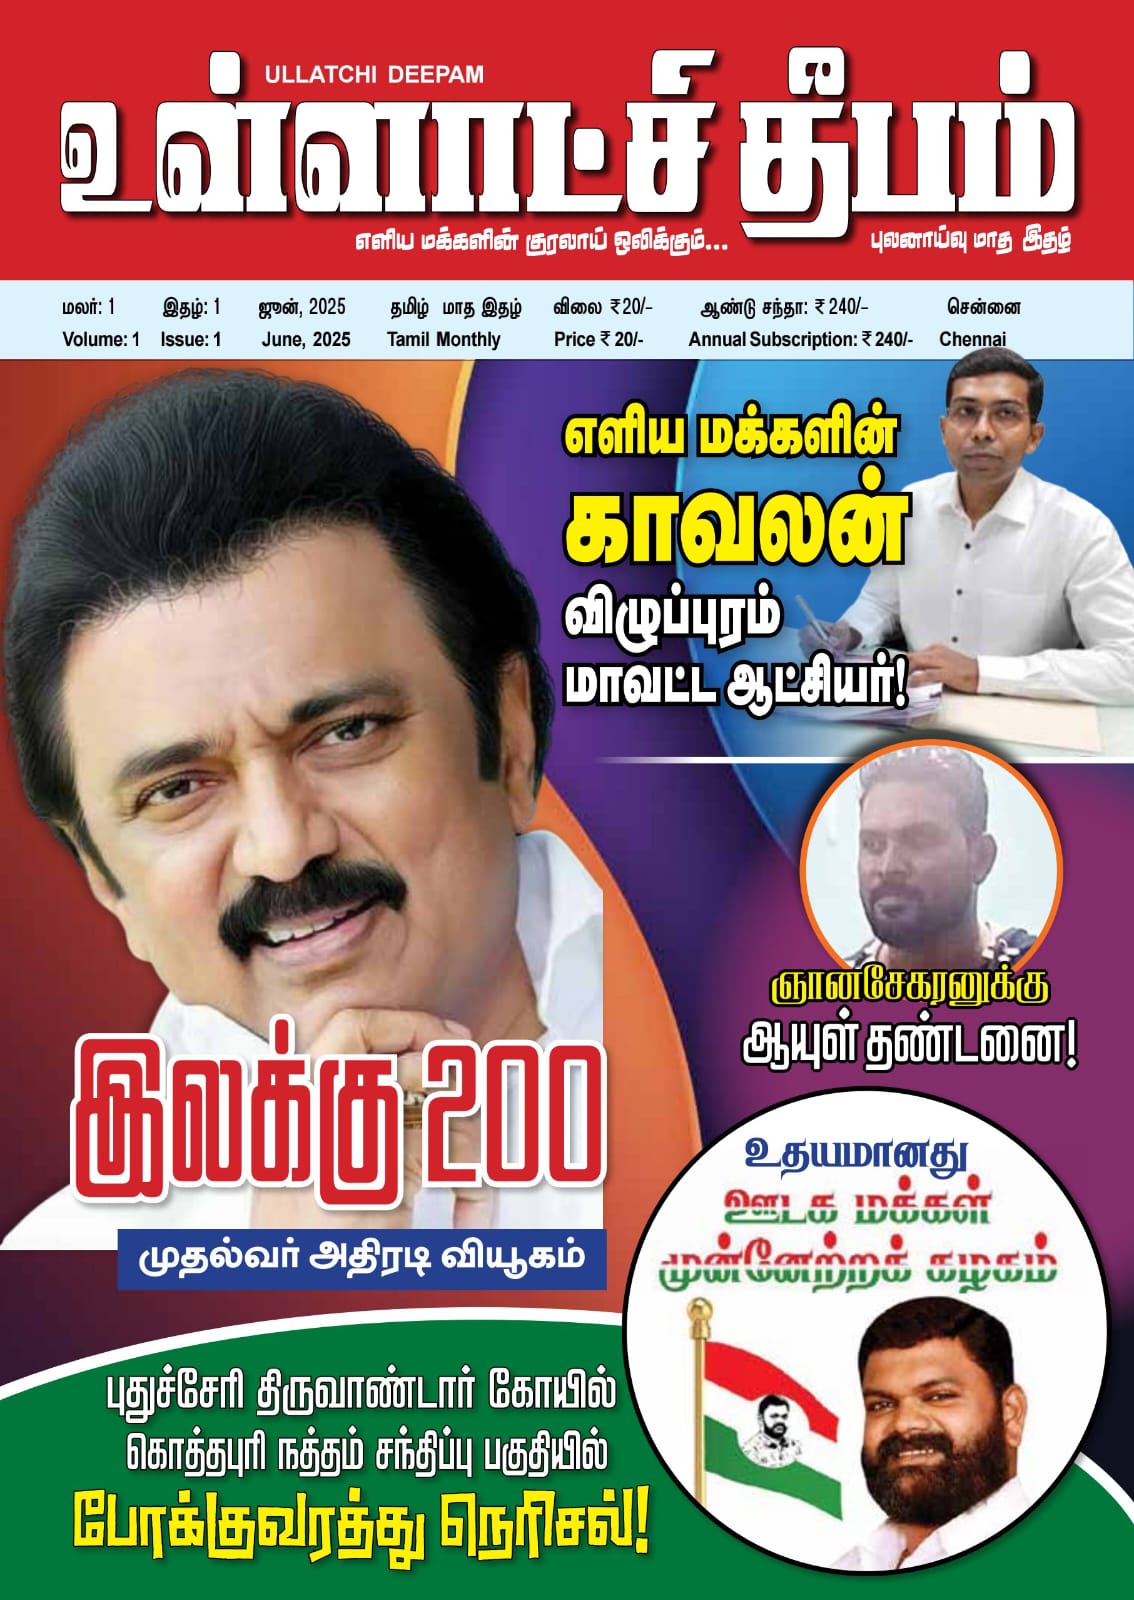 ULLATCHI DEEPAM
உள்ளாட்சி தீபம்
எளிய மக்களின் குரலாய் ஒலிக்கும்... புலனாய்வு மாத இதழ்
மலர்: 1 இதழ்: 1 ஜூன், 2025 தமிழ் மாத இதழ் விலை ₹20/- ஆண்டு சந்தா: ₹ 240/- சென்னை
Volume: 1 Issue: 1 June, 2025 Tamil Monthly Price ₹ 20/- Annual Subscription: ₹ 240/- Chennai
எளிய மக்களின்
காவலன்
விழுப்புரம்
மாவட்ட ஆட்சியர்!
ஞானசேகரனுக்கு
ஆயுள் தண்டனை!
இலக்கு 200
முதல்வர் அதிரடி வியூகம்
உதயமானது
ஊடக மக்கள்
முன்னேற்றக் கழகம்
புதுச்சேரி திருவாண்டார் கோயில்
கொத்தபுரி நத்தம் சந்திப்பு பகுதியில்
போக்குவரத்து நெரிசல்!